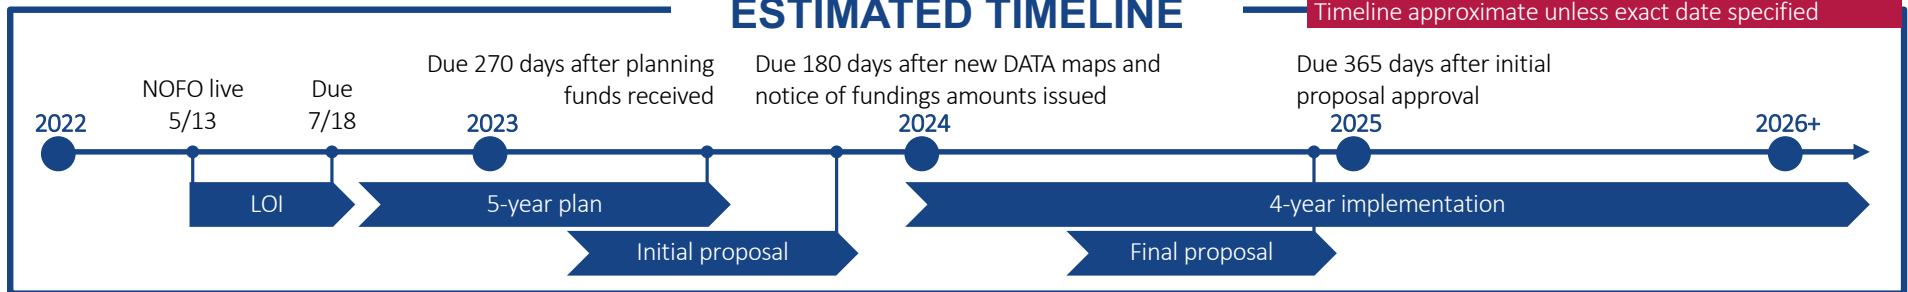 ESTIMATED TIMELINE
Timeline approximate unless exact date specified
NOFO live
5/13
Due
7/18
Due 270 days after planning
funds received
Due 180 days after new DATA maps and
notice of fundings amounts issued
Due 365 days after initial
proposal approval
2022
2023
2024
2025
2026+
LOI
5-year plan
4-year implementation
Initial proposal
Final proposal